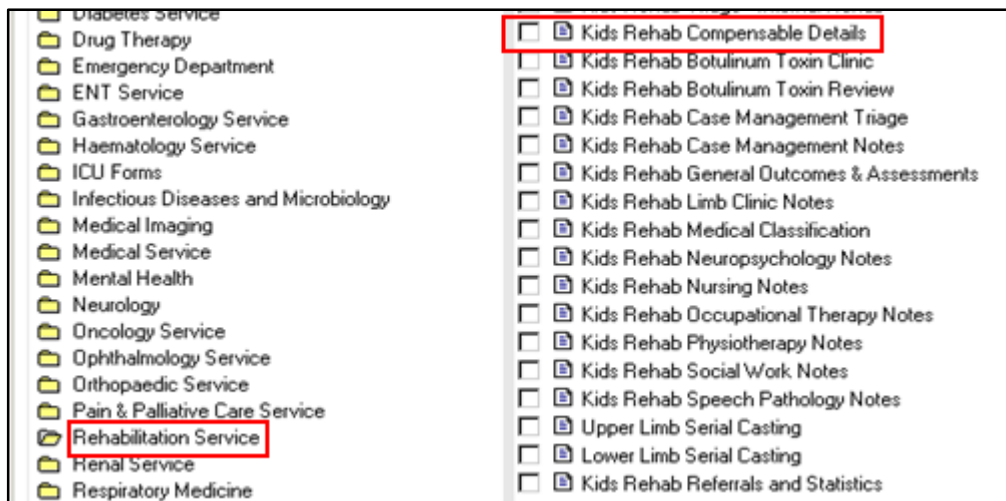 Diabetes Service
Drug Therapy
Emergency Department
ENT Service
Gastroenterology Service
Haematology Service
ICU Forms
Infectious Diseases and Microbiology
Medical Imaging
Medical Service
Mental Health
Neurology
Oncology Service
Ophthalmology Service
Orthopaedic Service
Pain & Palliative Care Service
Rehabilitation Service
Renal Service
Respiratory Medicine
Kids Rehab Compensable Details
Kids Rehab Botulinum Toxin Clinic
Kids Rehab Botulinum Toxin Review
Kids Rehab Case Management Triage
Kids Rehab Case Management Notes
Kids Rehab General Outcomes & Assessments
Kids Rehab Limb Clinic Notes
Kids Rehab Medical Classification
Kids Rehab Neuropsychology Notes
Kids Rehab Nursing Notes
Kids Rehab Occupational Therapy Notes
Kids Rehab Physiotherapy Notes
Kids Rehab Social Work Notes
Kids Rehab Speech Pathology Notes
Upper Limb Serial Casting
Lower Limb Serial Casting
Kids Rehab Referrals and Statistics